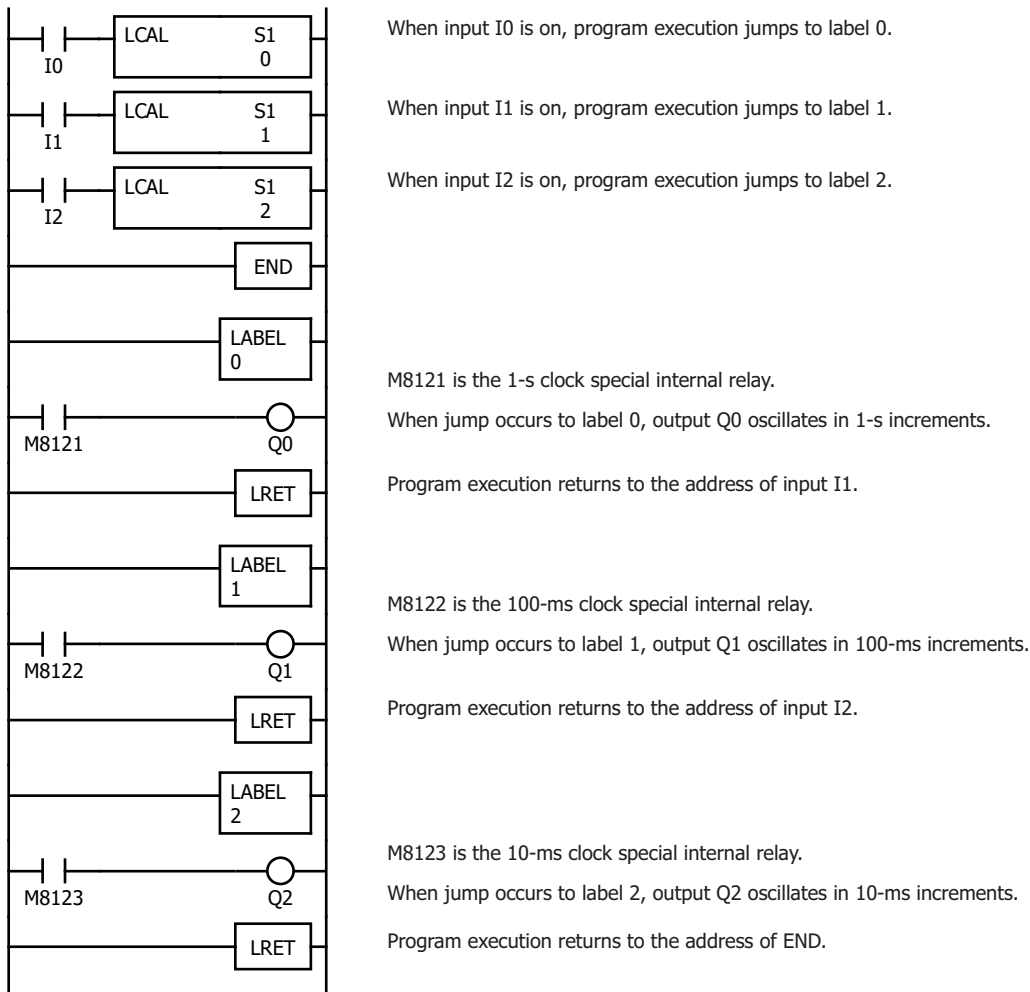 LCAL S1 When input I0 is on, program execution jumps to label 0.
0
I0
LCAL S1 When input I1 is on, program execution jumps to label 1.
1
I1
LCAL S1 When input I2 is on, program execution jumps to label 2.
2
I2
END
LABEL
0
M8121 is the 1-s clock special internal relay.
When jump occurs to label 0, output Q0 oscillates in 1-s increments.
M8121 Q0
LRET Program execution returns to the address of input I1.
LABEL
1
M8122 is the 100-ms clock special internal relay.
When jump occurs to label 1, output Q1 oscillates in 100-ms increments.
M8122 Q1
LRET Program execution returns to the address of input I2.
LABEL
2
M8123 is the 10-ms clock special internal relay.
When jump occurs to label 2, output Q2 oscillates in 10-ms increments.
M8123 Q2
LRET Program execution returns to the address of END.